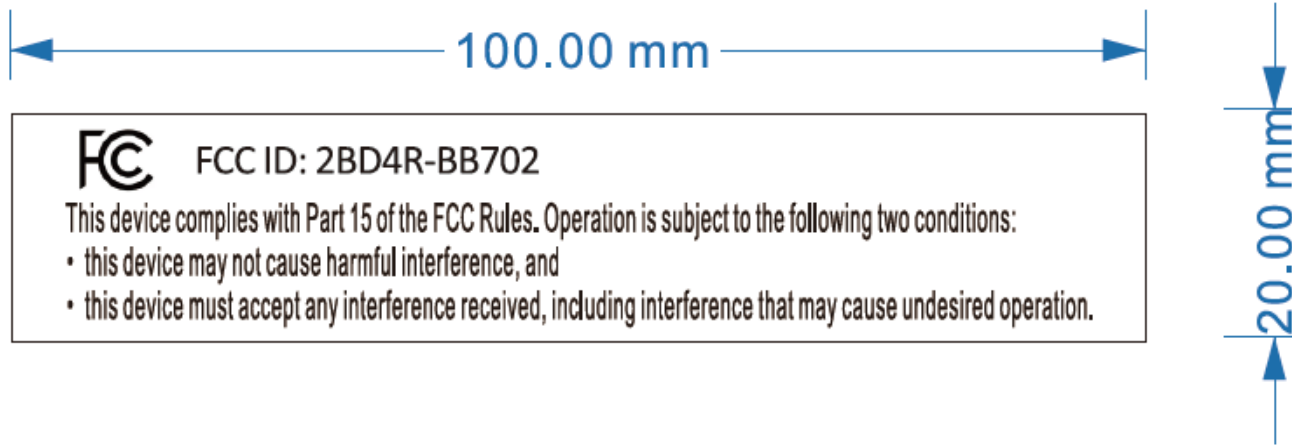 100.00 mm
FC FCC ID: 2BD4R-BB702
This device complies with Part 15 of the FCC Rules. Operation is subject to the following two conditions:
• this device may not cause harmful interference, and
• this device must accept any interference received, including interference that may cause undesired operation.
20.00 mm